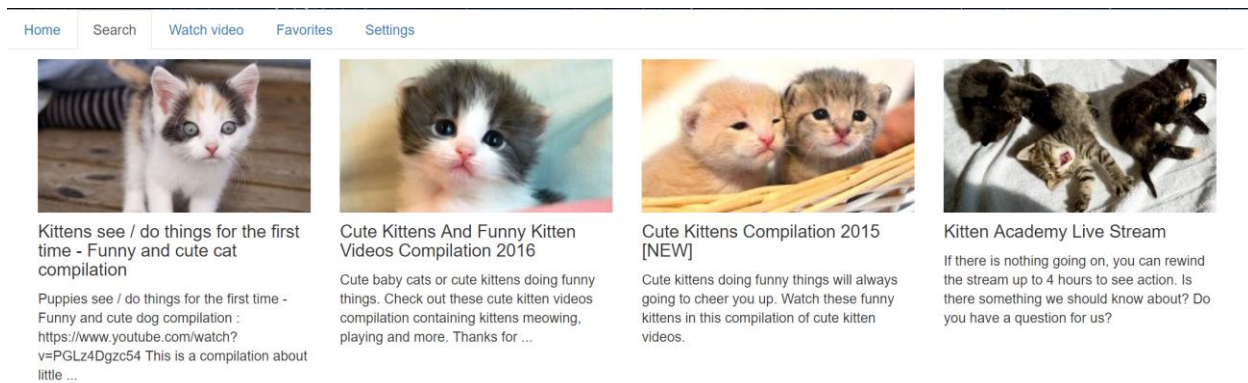 Home Search Watch video Favorites Settings
Kittens see / do things for the first
time - Funny and cute cat
compilation
Puppies see / do things for the first time -
Funny and cute dog compilation :
https://www.youtube.com/watch?
v=PGLz4Dgzc54 This is a compilation about
little ...
Cute Kittens And Funny Kitten
Videos Compilation 2016
Cute baby cats or cute kittens doing funny
things. Check out these cute kitten videos
compilation containing kittens meowing,
playing and more. Thanks for ...
Cute Kittens Compilation 2015
[NEW]
Cute kittens doing funny things will always
going to cheer you up. Watch these funny
kittens in this compilation of cute kitten
videos.
Kitten Academy Live Stream
If there is nothing going on, you can rewind
the stream up to 4 hours to see action. Is
there something we should know about? Do
you have a question for us?